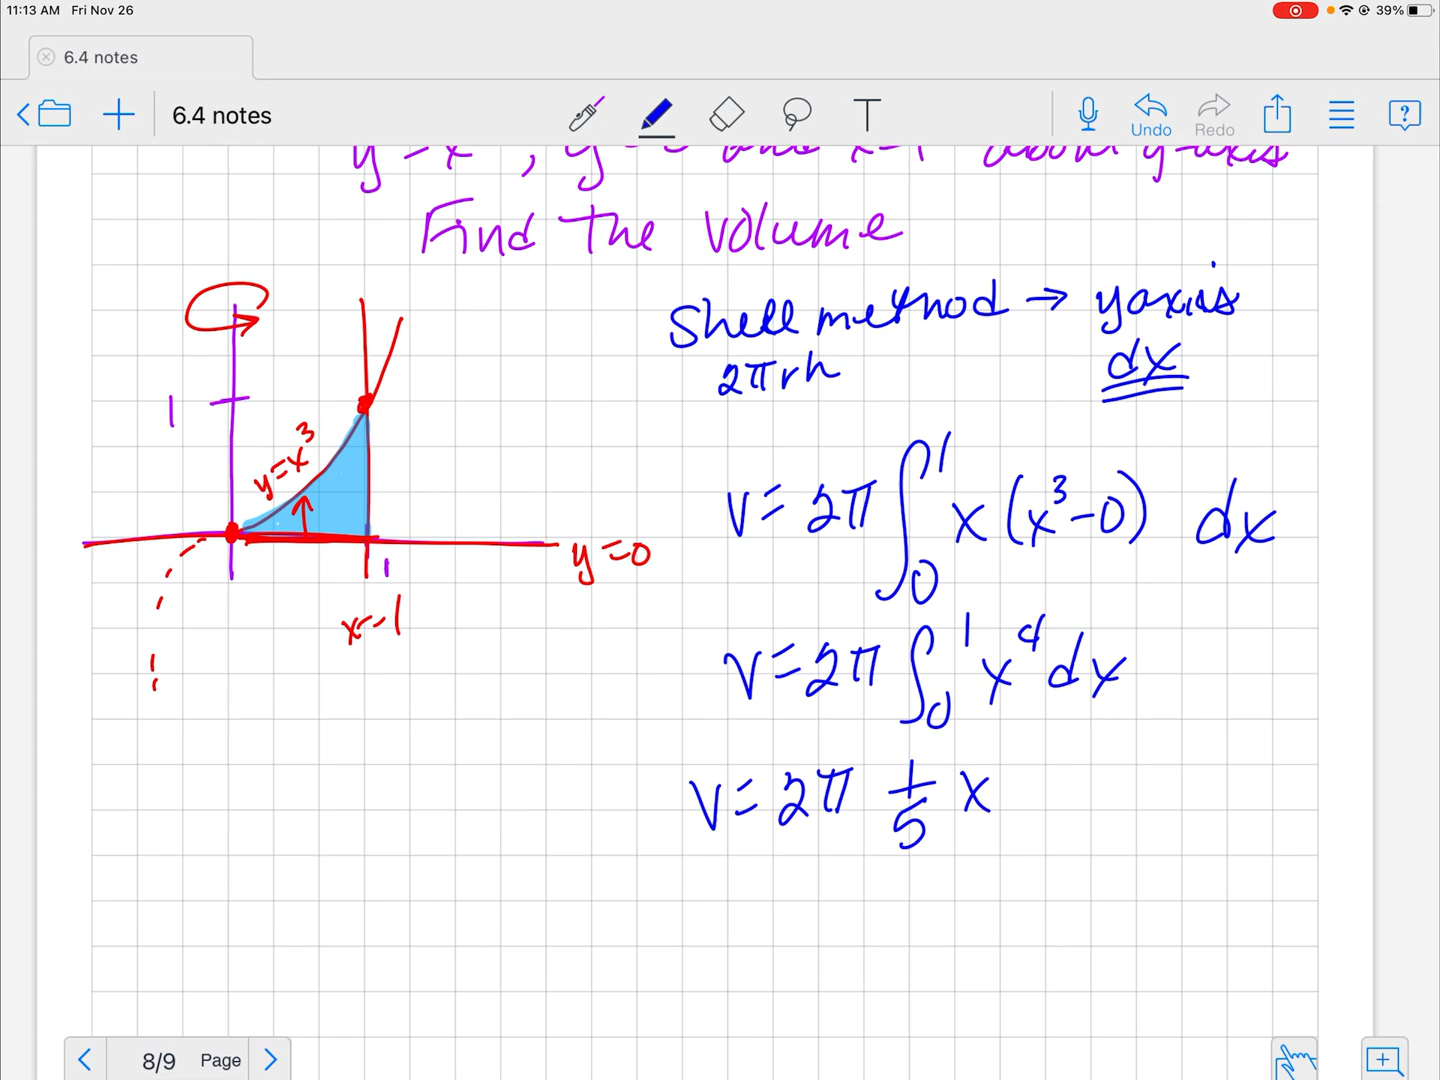 11:13 AM Fri Nov 26
39%
6.4 notes
6.4 notes
T
Undo
Redo
?
Find The Volume
Shell method → y axis
2πrh
dx
1
y=x³
y=0
1
x=1
V = 2π ∫₀¹ x (x³-0) dx
V = 2π ∫₀¹ x⁴ dx
V = 2π 1/5 x
8/9 Page